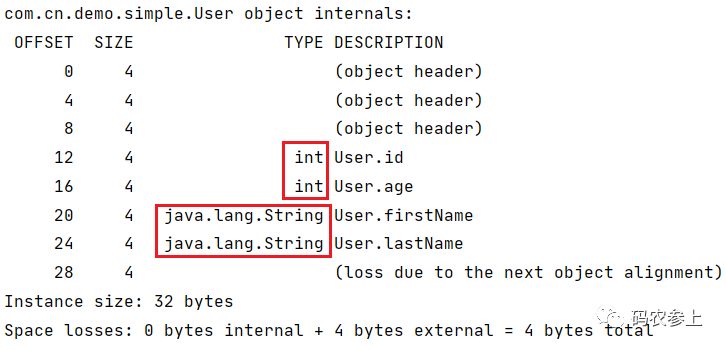 com.cn.demo.simple.User object internals:
OFFSET SIZE TYPE DESCRIPTION
0 4 (object header)
4 4 (object header)
8 4 (object header)
12 4 int User.id
16 4 int User.age
20 4 java.lang.String User.firstName
24 4 java.lang.String User.lastName
28 4 (loss due to the next object alignment)
Instance size: 32 bytes
Space losses: 0 bytes internal + 4 bytes external = 4 bytes total
码农参上